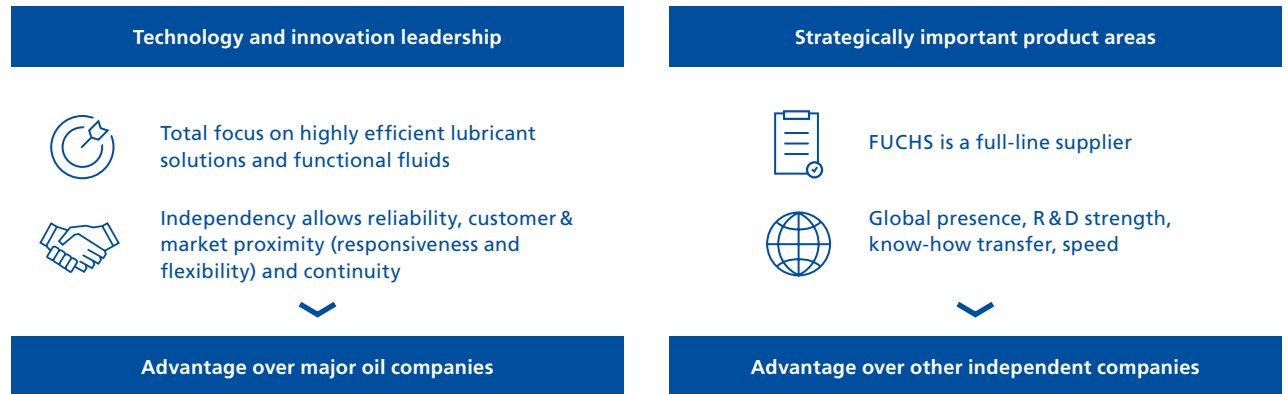 Technology and innovation leadership
Total focus on highly efficient lubricant
solutions and functional fluids
Independency allows reliability, customer & 
market proximity (responsiveness and
flexibility) and continuity
Advantage over major oil companies
Strategically important product areas
FUCHS is a full-line supplier
Global presence, R & D strength,
know-how transfer, speed
Advantage over other independent companies